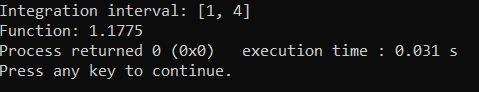 Integration interval: [1, 4]
Function: 1.1775
Process returned 0 (0x0)   execution time : 0.031 s
Press any key to continue.